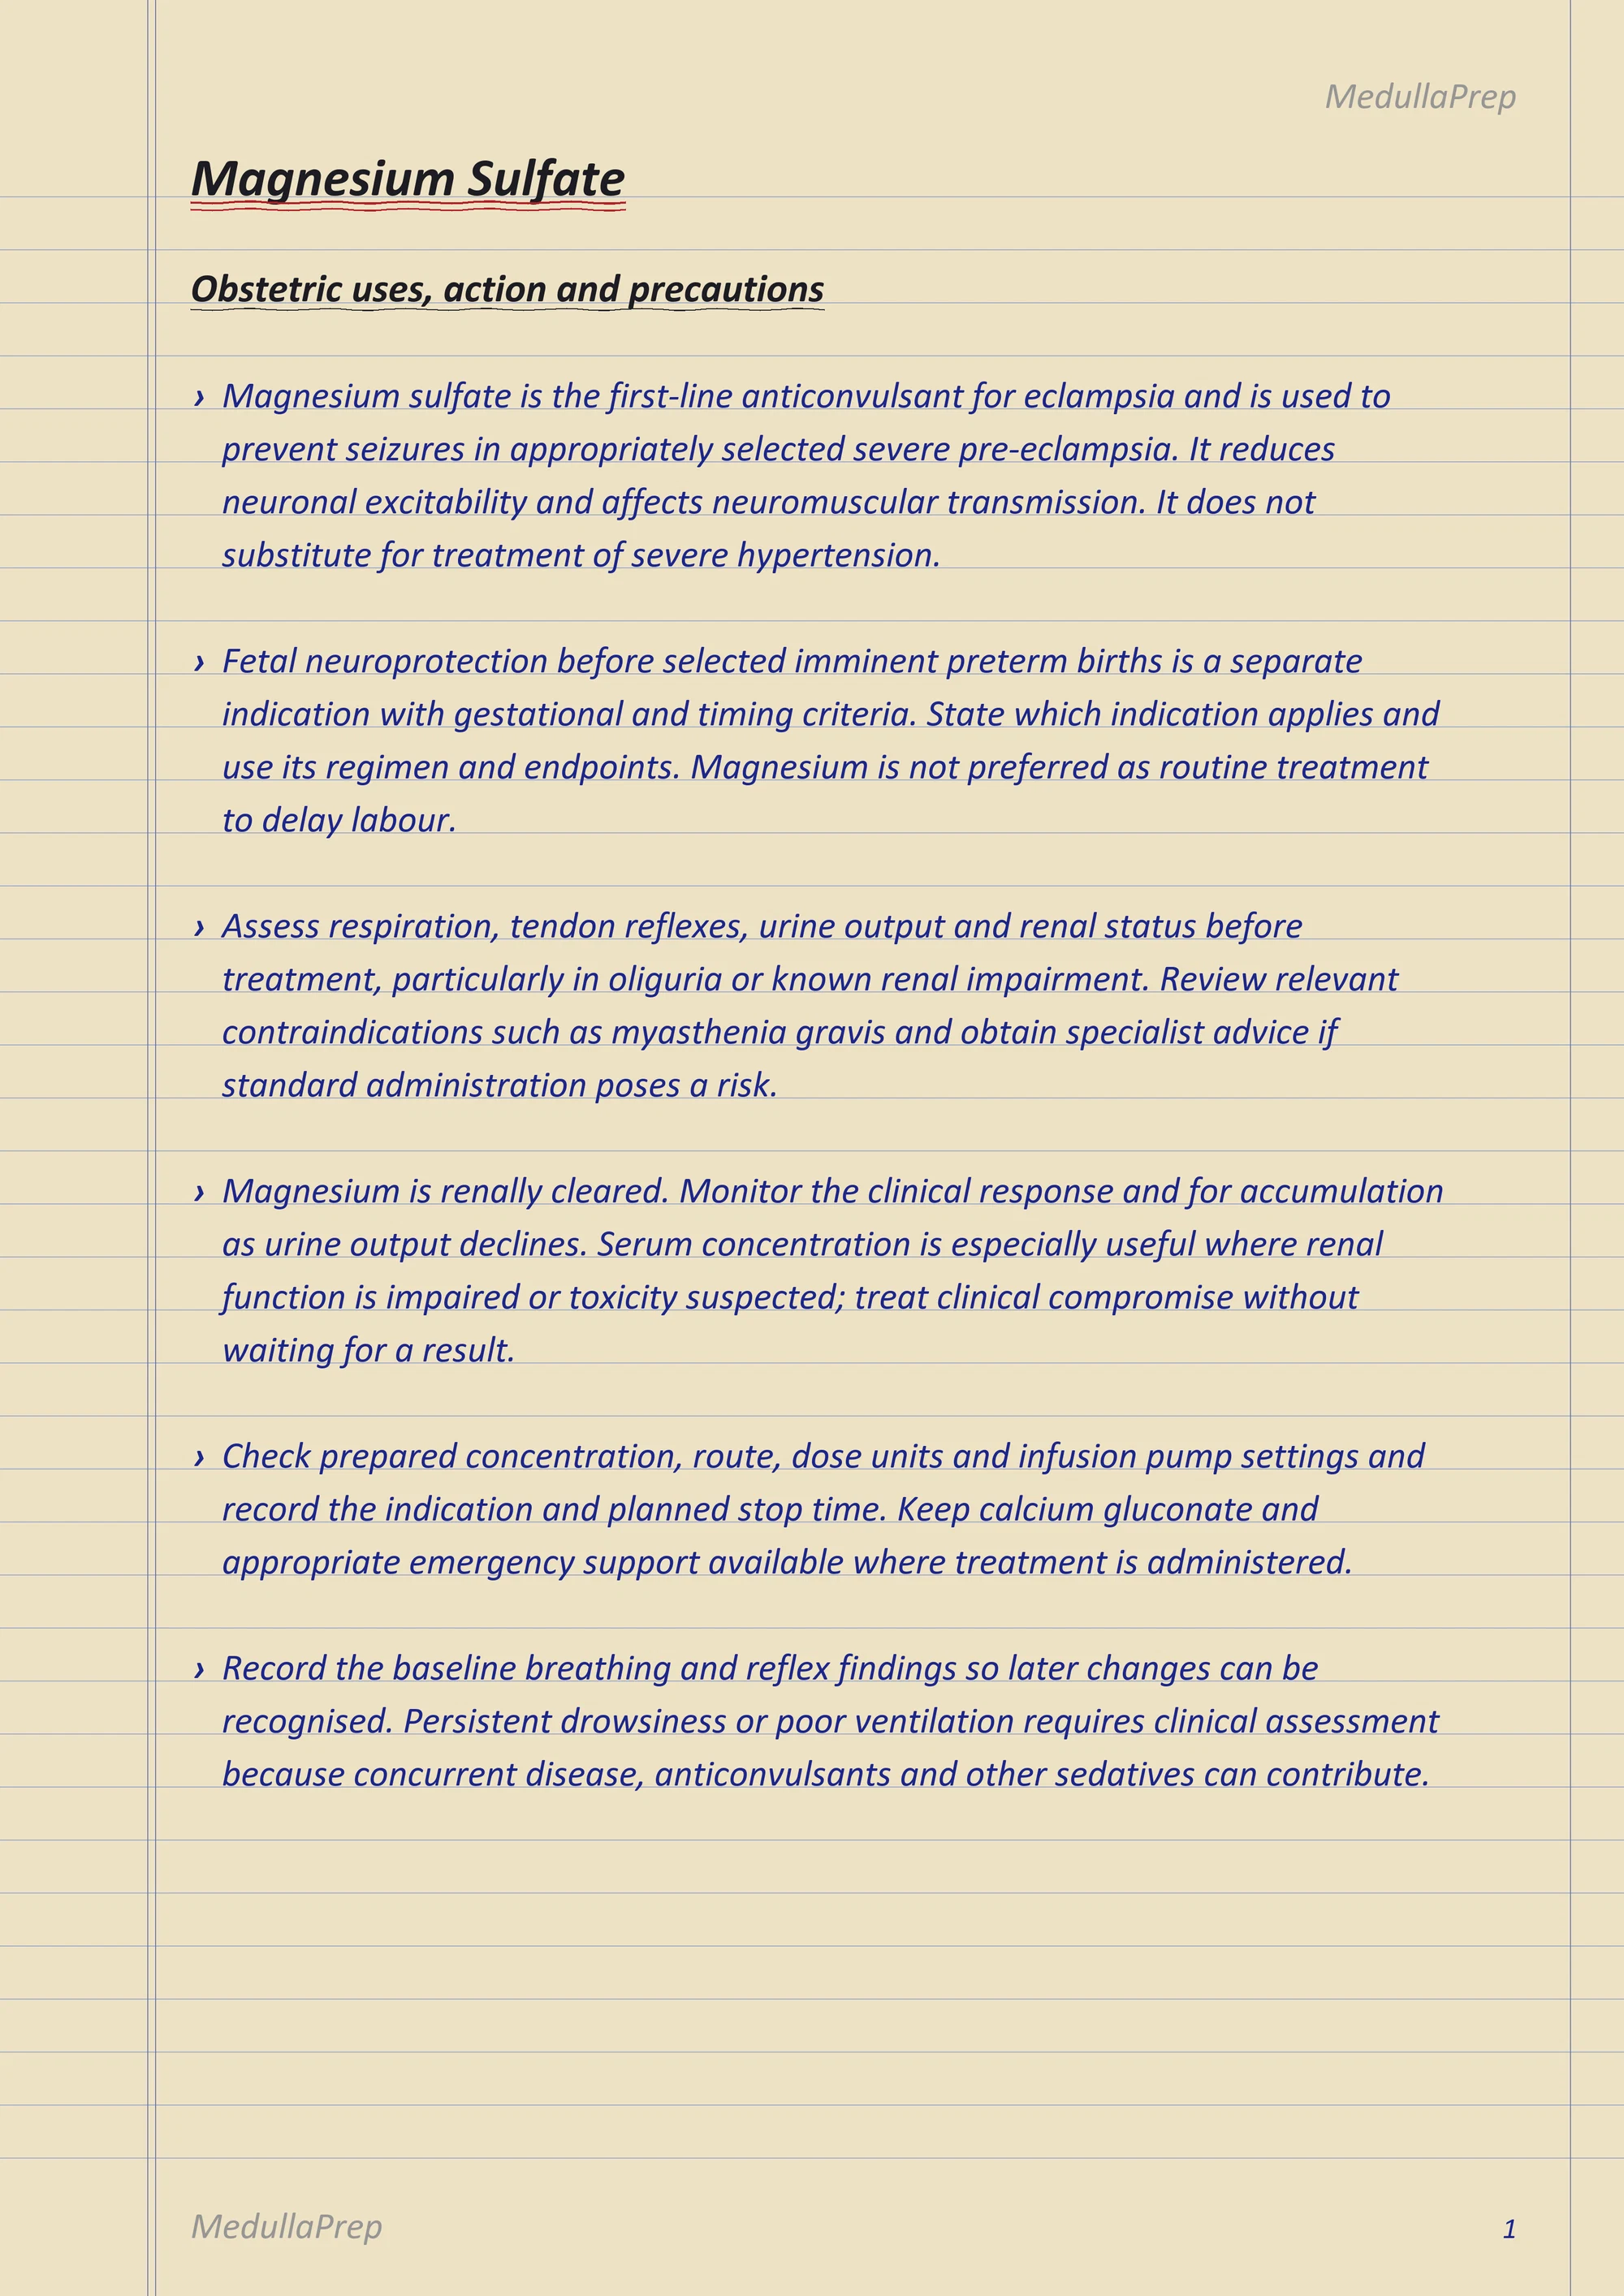 MedullaPrep
Magnesium Sulfate
Obstetric uses, action and precautions
› Magnesium sulfate is the first-line anticonvulsant for eclampsia and is used to
prevent seizures in appropriately selected severe pre-eclampsia. It reduces
neuronal excitability and affects neuromuscular transmission. It does not
substitute for treatment of severe hypertension.
› Fetal neuroprotection before selected imminent preterm births is a separate
indication with gestational and timing criteria. State which indication applies and
use its regimen and endpoints. Magnesium is not preferred as routine treatment
to delay labour.
› Assess respiration, tendon reflexes, urine output and renal status before
treatment, particularly in oliguria or known renal impairment. Review relevant
contraindications such as myasthenia gravis and obtain specialist advice if
standard administration poses a risk.
› Magnesium is renally cleared. Monitor the clinical response and for accumulation
as urine output declines. Serum concentration is especially useful where renal
function is impaired or toxicity suspected; treat clinical compromise without
waiting for a result.
› Check prepared concentration, route, dose units and infusion pump settings and
record the indication and planned stop time. Keep calcium gluconate and
appropriate emergency support available where treatment is administered.
› Record the baseline breathing and reflex findings so later changes can be
recognised. Persistent drowsiness or poor ventilation requires clinical assessment
because concurrent disease, anticonvulsants and other sedatives can contribute.
MedullaPrep
1